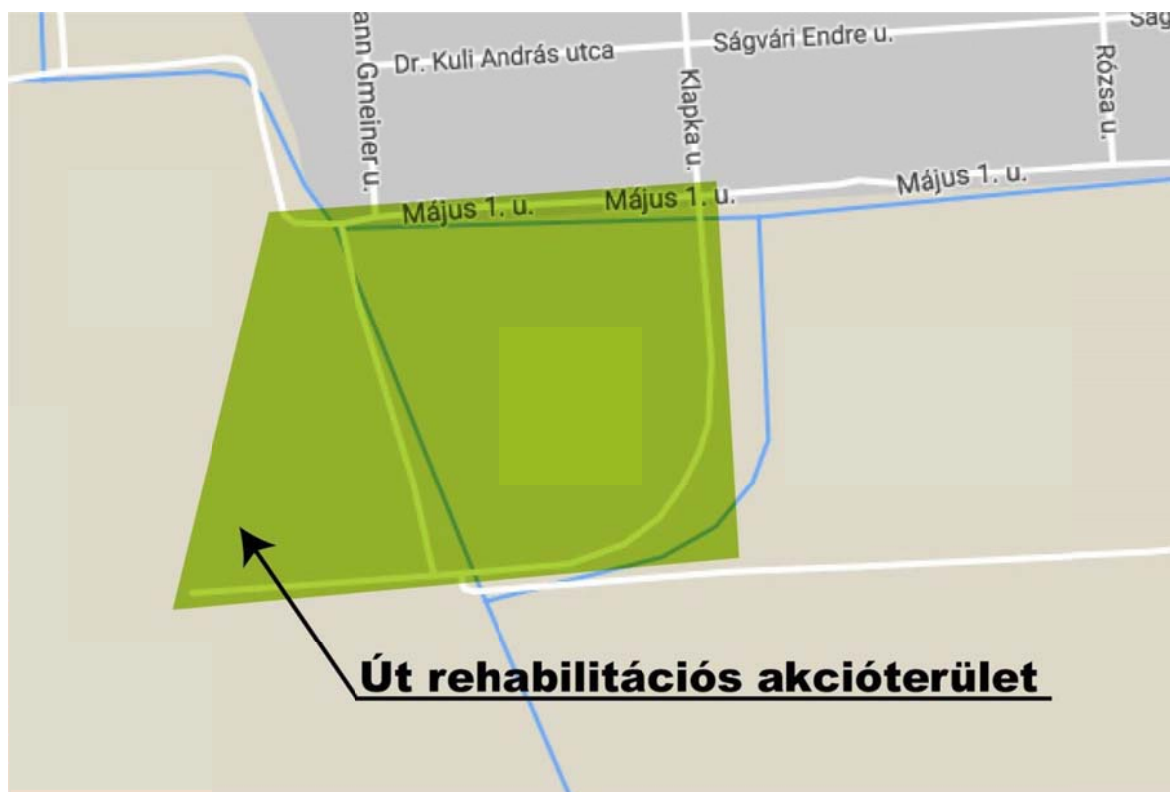 Ság
ann Gmeiner u.
Dr. Kuli András utca
Ságvári Endre u.
Klapka u.
Rózsa u.
Május 1. u.
Május 1. u.
Május 1. u.
Út rehabilitációs akcióterület